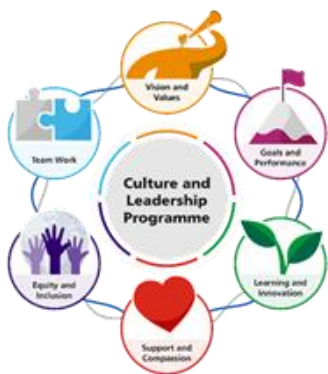 Vision and
Values
Goals and
Performance
Learning and
Innovation
Support and
Compassion
Equity and
Inclusion
Team Work
Culture and
Leadership
Programme